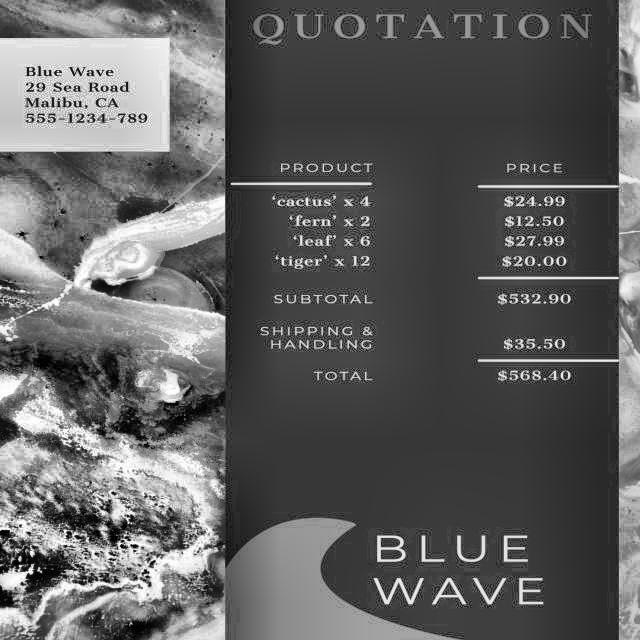 QUOTATION
Blue Wave
29 Sea Road
Malibu, CA
555-1234-789
PRODUCT PRICE
‘cactus’ x 4 $24.99
‘fern’ x 2 $12.50
‘leaf’ x 6 $27.99
‘tiger’ x 12 $20.00
SUBTOTAL $532.90
SHIPPING &
HANDLING $35.50
TOTAL $568.40
BLUE
WAVE